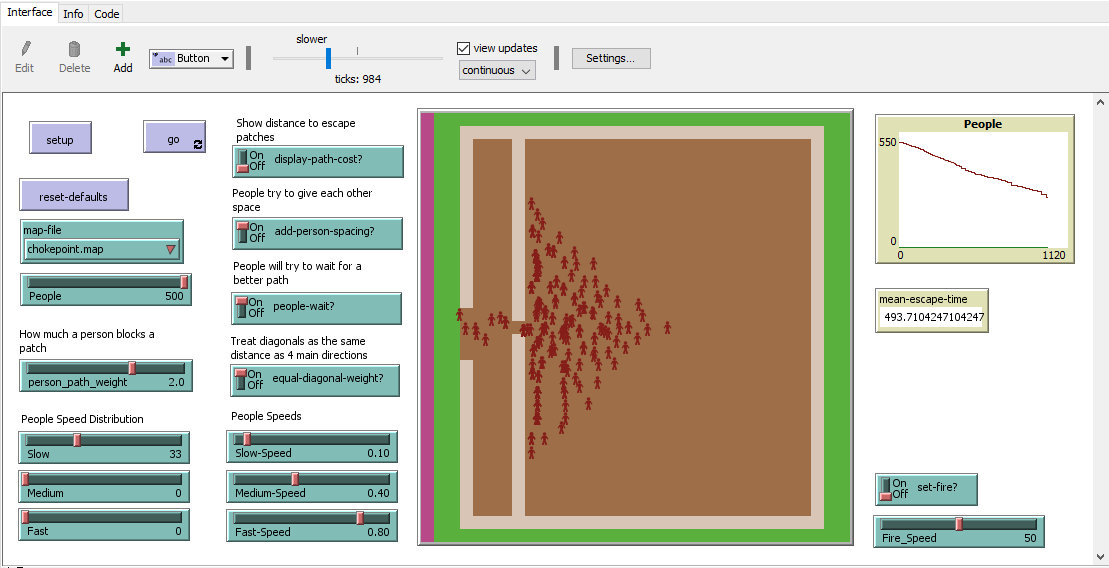 Interface Info Code
Edit
Delete
Add
abc Button
slower
ticks: 984
view updates
continuous
Settings...
setup
go
reset-defaults
map-file
chokepoint.map
People 500
How much a person blocks a
patch
person_path_weight 2.0
People Speed Distribution
Slow 33
Medium 0
Fast 0
Show distance to escape
patches
On
Off
display-path-cost?
People try to give each other
space
On
Off
add-person-spacing?
People will try to wait for a
better path
On
Off
people-wait?
Treat diagonals as the same
distance as 4 main directions
On
Off
equal-diagonal-weight?
People Speeds
Slow-Speed 0.10
Medium-Speed 0.40
Fast-Speed 0.80
People
550
0
0 1120
mean-escape-time
493.7104247104247
On
Off
set-fire?
Fire_Speed 50